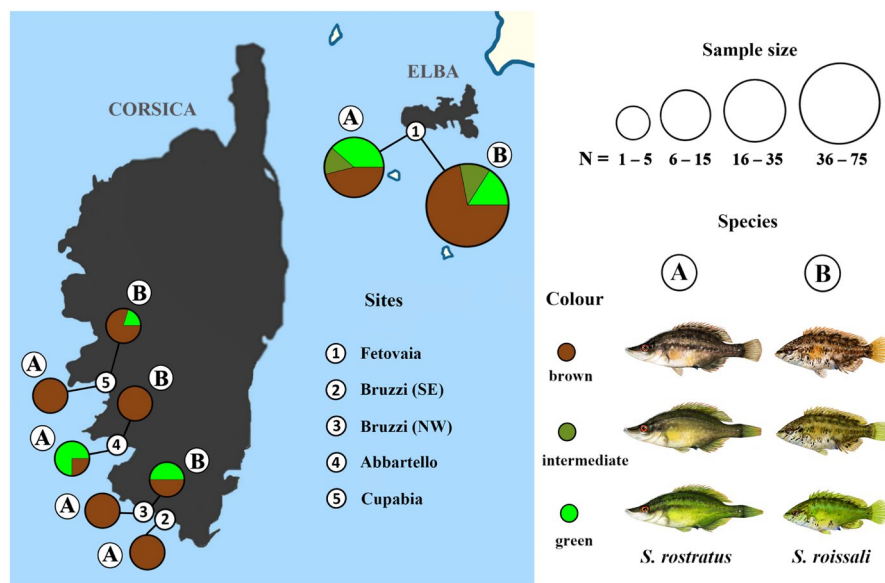 CORSICA
ELBA
A
1
B
B
A
5
B
A
4
A
B
3
2
A
Sites
1 Fetovaia
2 Bruzzi (SE)
3 Bruzzi (NW)
4 Abbartello
5 Cupabia
Sample size
N = 1 – 5 6 – 15 16 – 35 36 – 75
Species
A B
Colour
brown
intermediate
green
S. rostratus S. roissali